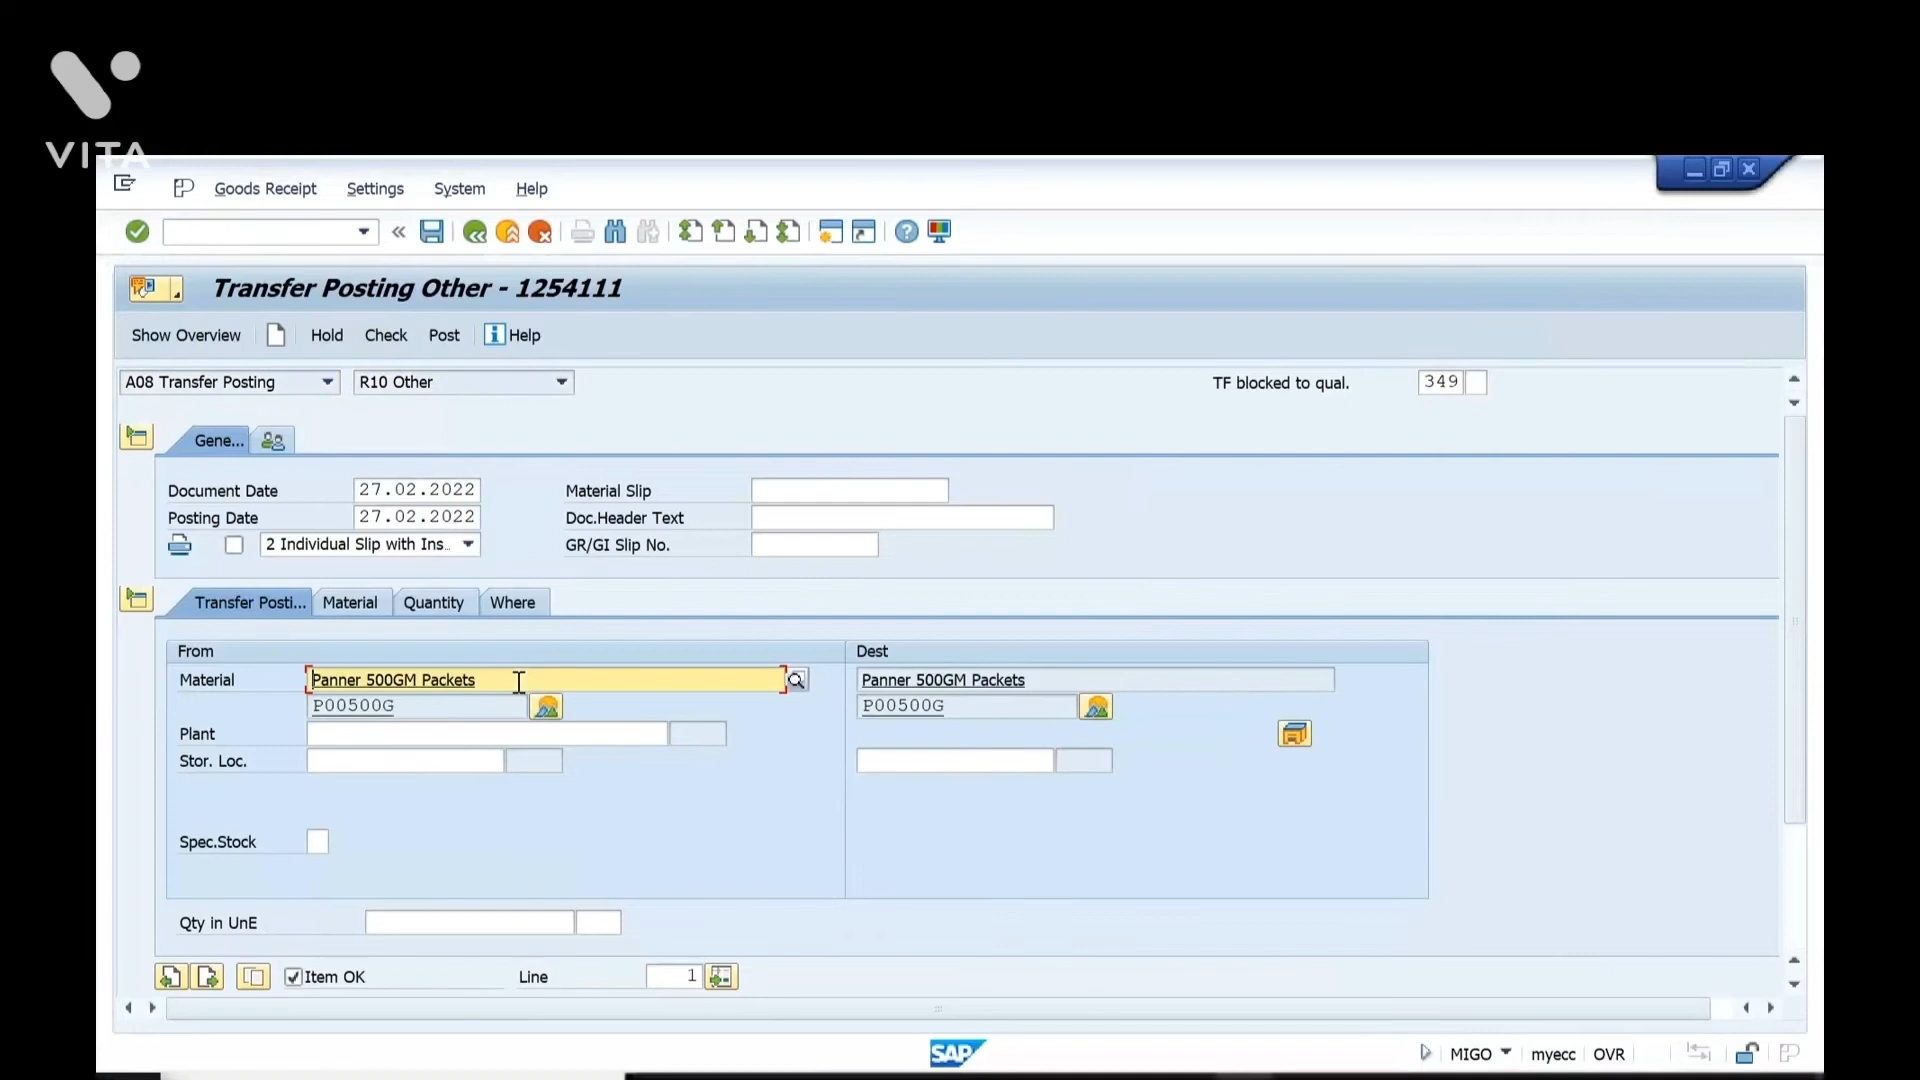 VITA
Goods Receipt Settings System Help
Transfer Posting Other - 1254111
Show Overview Hold Check Post Help
A08 Transfer Posting R10 Other TF blocked to qual. 349
Gene...
Document Date 27.02.2022 Material Slip
Posting Date 27.02.2022 Doc.Header Text
2 Individual Slip with Ins.. GR/GI Slip No.
Transfer Posti... Material Quantity Where
From Dest
Material Panner 500GM Packets Panner 500GM Packets
P00500G P00500G
Plant
Stor. Loc.
Spec.Stock
Qty in UnE
Item OK Line 1
SAP MIGO myecc OVR